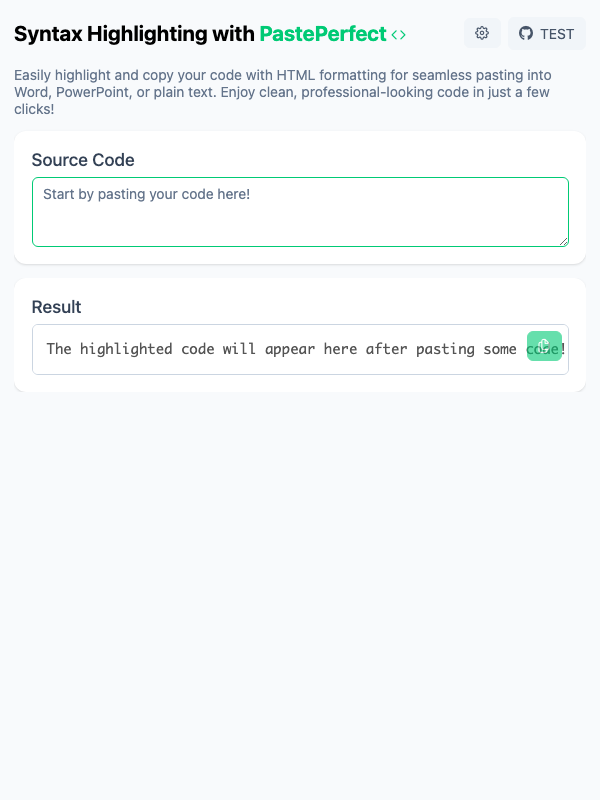 Syntax Highlighting with PastePerfect <>
TEST
Easily highlight and copy your code with HTML formatting for seamless pasting into
Word, PowerPoint, or plain text. Enjoy clean, professional-looking code in just a few
clicks!
Source Code
Start by pasting your code here!
Result
The highlighted code will appear here after pasting some code!